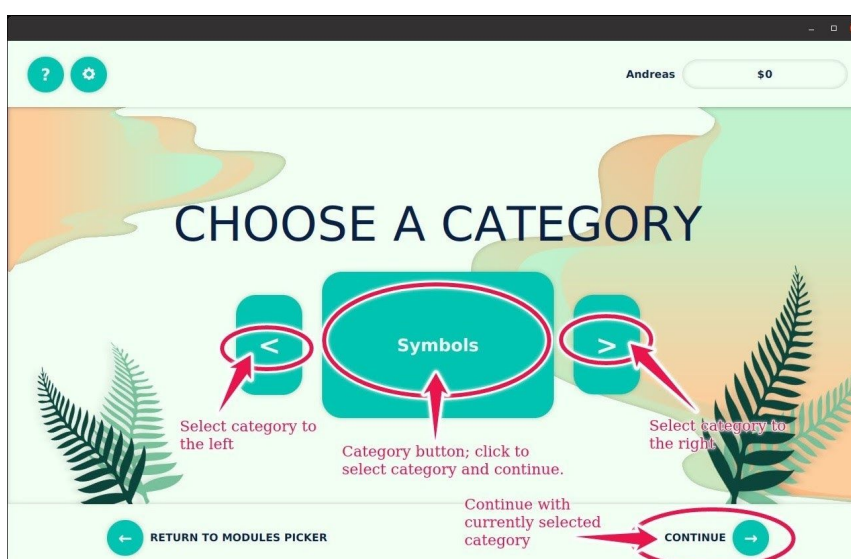 ?
Andreas
$0
CHOOSE A CATEGORY
<
Symbols
>
Select category to
the left
Category button; click to
select category and continue.
Select category to
the right
Continue with
currently selected
category
← RETURN TO MODULES PICKER
CONTINUE →